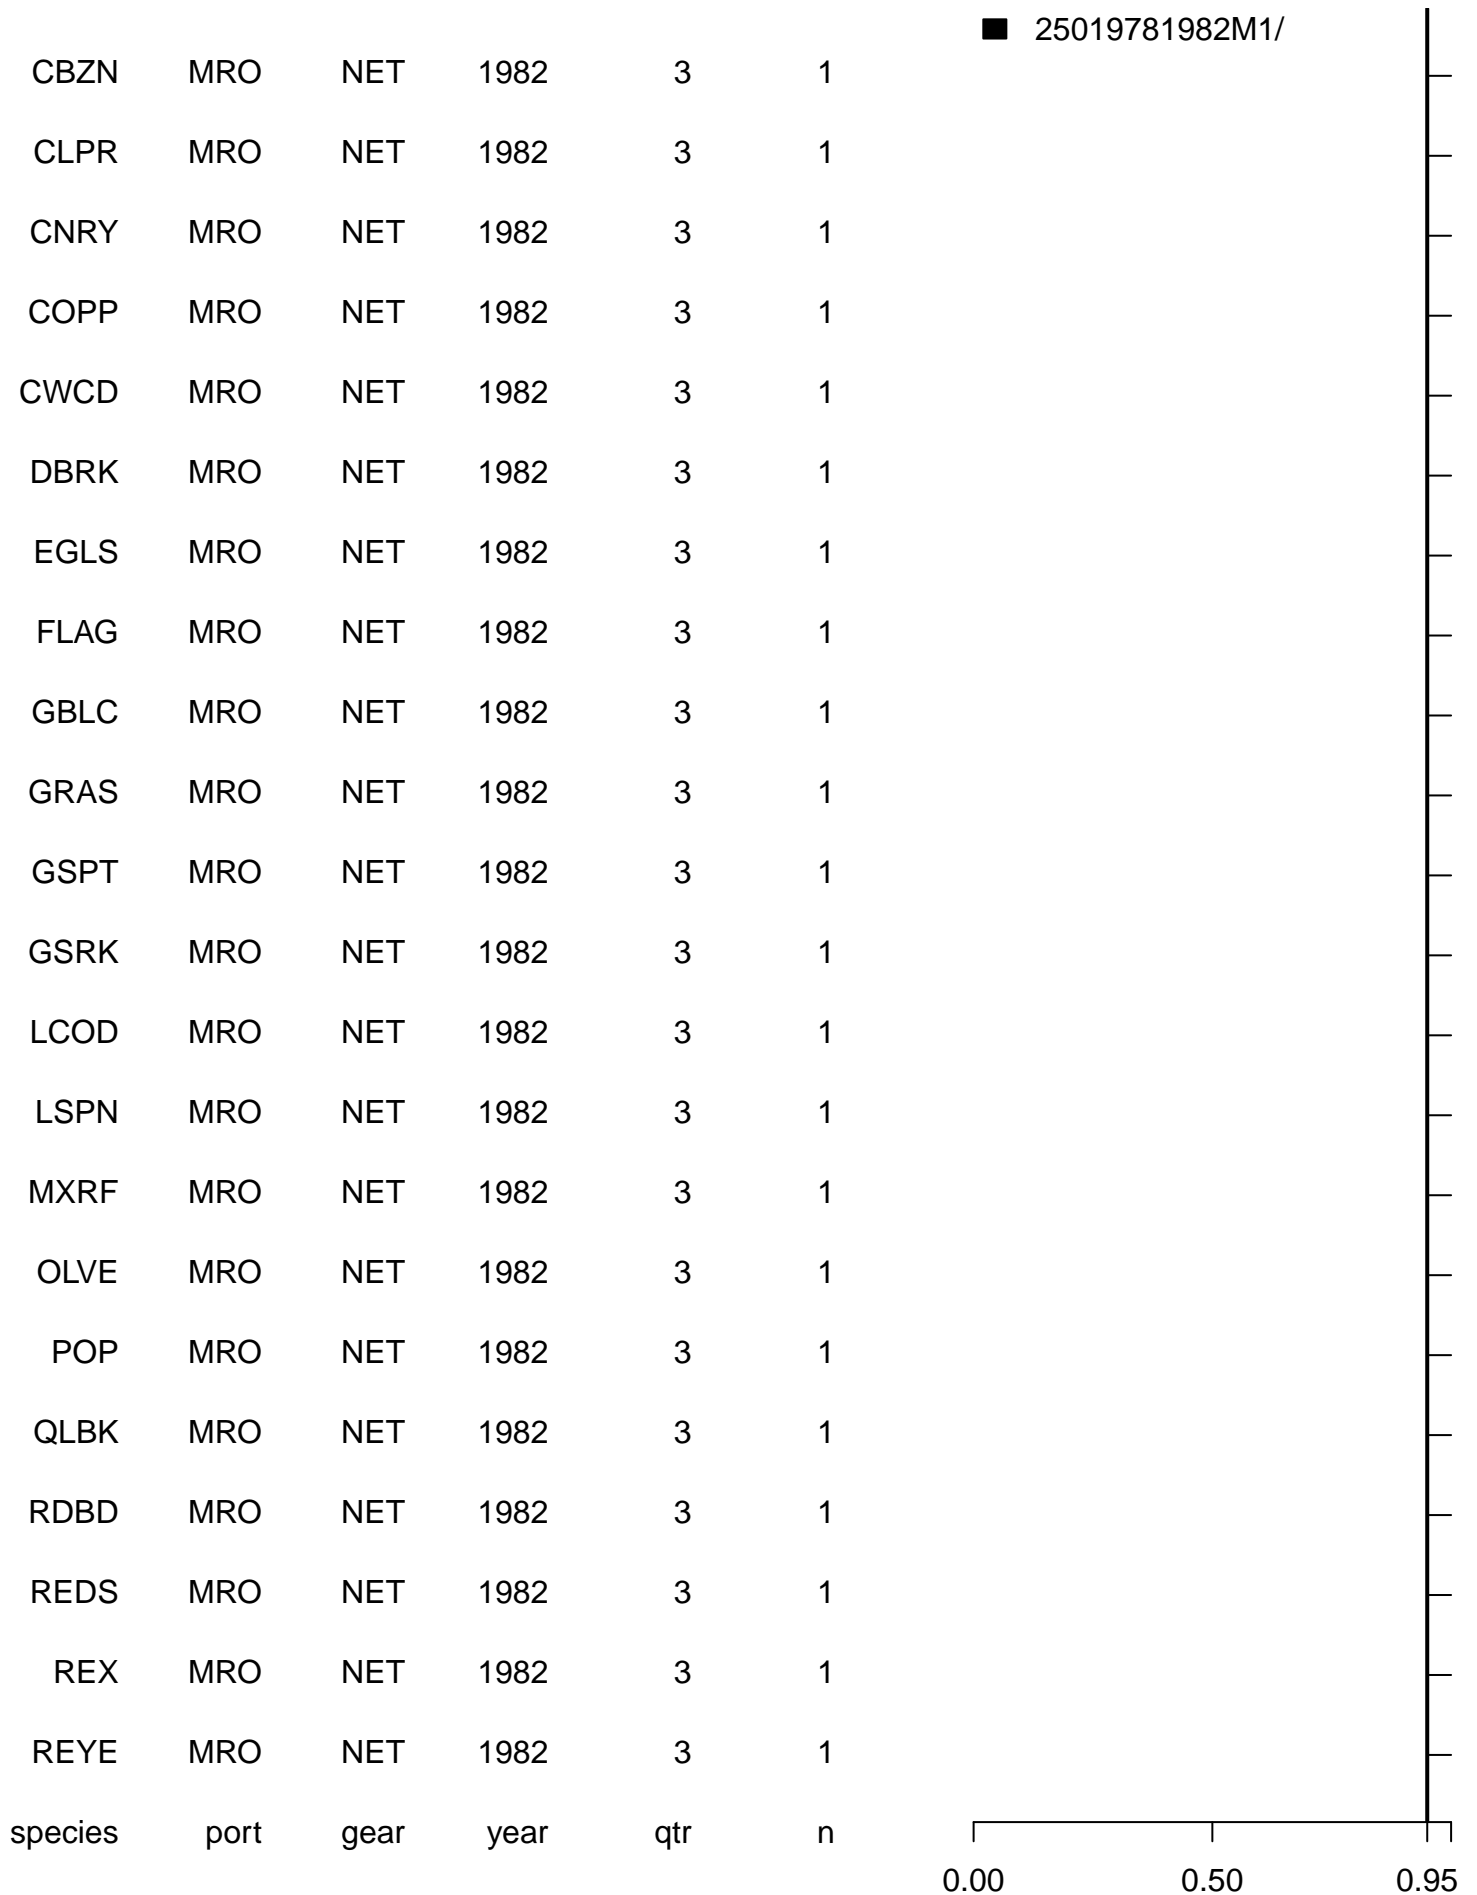 25019781982M1/
CBZN MRO NET 1982 3 1
CLPR MRO NET 1982 3 1
CNRY MRO NET 1982 3 1
COPP MRO NET 1982 3 1
CWCD MRO NET 1982 3 1
DBRK MRO NET 1982 3 1
EGLS MRO NET 1982 3 1
FLAG MRO NET 1982 3 1
GBLC MRO NET 1982 3 1
GRAS MRO NET 1982 3 1
GSPT MRO NET 1982 3 1
GSRK MRO NET 1982 3 1
LCOD MRO NET 1982 3 1
LSPN MRO NET 1982 3 1
MXRF MRO NET 1982 3 1
OLVE MRO NET 1982 3 1
POP MRO NET 1982 3 1
QLBK MRO NET 1982 3 1
RDBD MRO NET 1982 3 1
REDS MRO NET 1982 3 1
REX MRO NET 1982 3 1
REYE MRO NET 1982 3 1
species port gear year qtr n
0.00 0.50 0.95